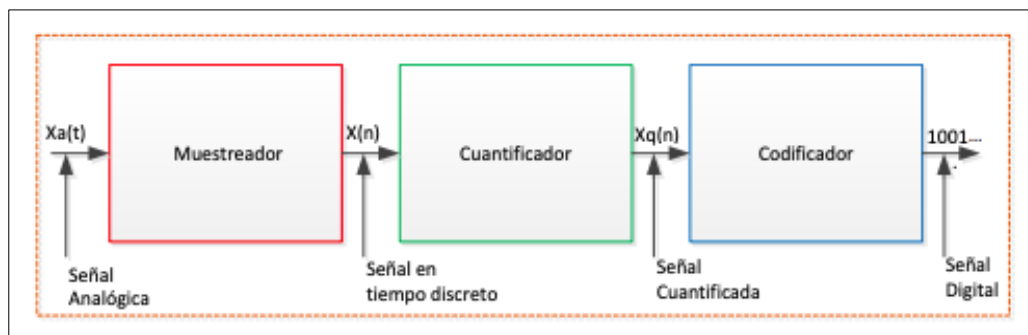 Xa(t)
Muestreador
X(n)
Cuantificador
Xq(n)
Codificador
1001...
.
Señal
Analógica
Señal en
tiempo discreto
Señal
Cuantificada
Señal
Digital